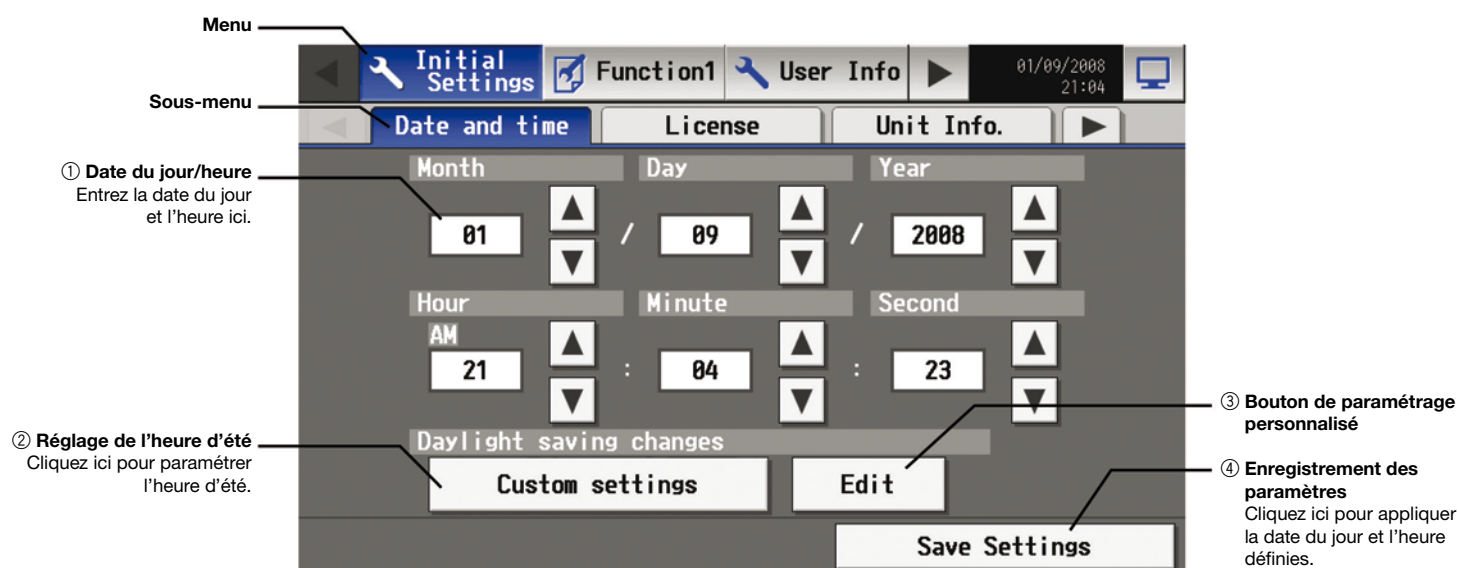 Menu
Initial
Settings
Function1
User Info
01/09/2008
21:04
Sous-menu
Date and time
License
Unit Info.
① Date du jour/heure
Entrez la date du jour
et l’heure ici.
Month
Day
Year
01
/
09
/
2008
Hour
Minute
Second
AM
21
:
04
:
23
② Réglage de l’heure d’été
Cliquez ici pour paramétrer
l’heure d’été.
Daylight saving changes
Custom settings
Edit
③ Bouton de paramétrage
personnalisé
④ Enregistrement des
paramètres
Cliquez ici pour appliquer
la date du jour et l’heure
définies.
Save Settings